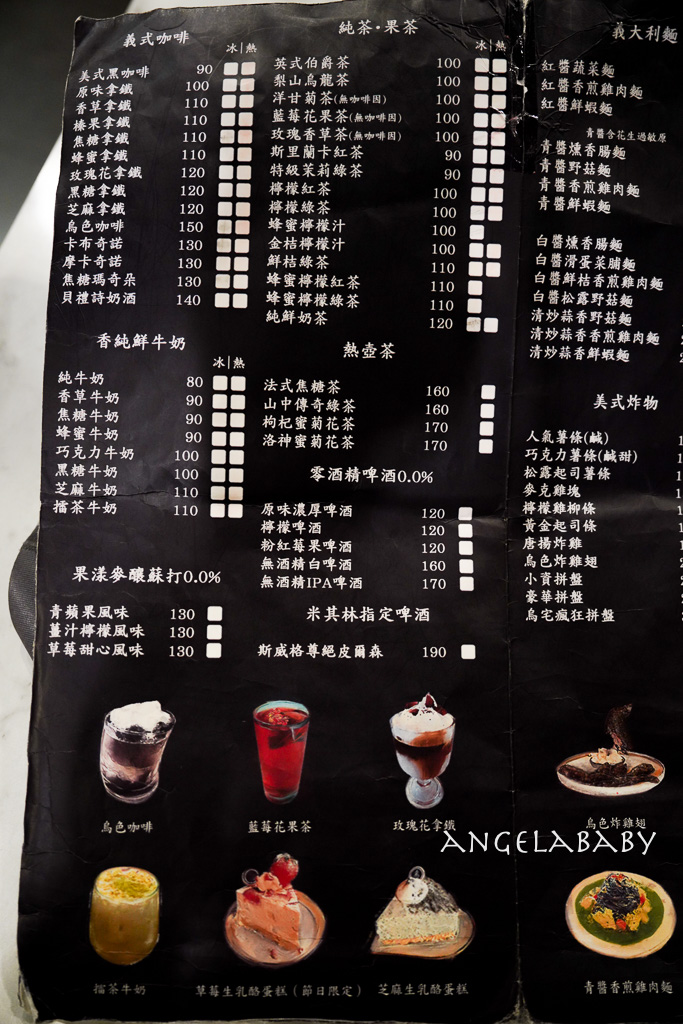 義式咖啡
冰|熱
美式黑咖啡 90
原味拿鐵 100
香草拿鐵 110
榛果拿鐵 110
焦糖拿鐵 110
蜂蜜拿鐵 110
玫瑰花拿鐵 120
黑糖拿鐵 120
芝麻拿鐵 120
烏色咖啡 150
卡布奇諾 130
摩卡奇諾 130
焦糖瑪奇朵 130
貝禮詩奶酒 140
香純鮮牛奶
冰|熱
純牛奶 80
香草牛奶 90
焦糖牛奶 90
蜂蜜牛奶 90
巧克力牛奶 100
黑糖牛奶 100
芝麻牛奶 110
擂茶牛奶 110
果漾麥釀蘇打0.0%
青蘋果風味 130
薑汁檸檬風味 130
草莓甜心風味 130
純茶·果茶
冰|熱
英式伯爵茶 100
梨山烏龍茶 100
洋甘菊茶(無咖啡因) 100
藍莓花果茶(無咖啡因) 100
玫瑰香草茶(無咖啡因) 100
斯里蘭卡紅茶 90
特級茉莉綠茶 90
檸檬紅茶 100
檸檬綠茶 100
蜂蜜檸檬汁 100
金桔檸檬汁 100
鮮桔綠茶 110
蜂蜜檸檬紅茶 110
蜂蜜檸檬綠茶 110
純鮮奶茶 120
熱壺茶
法式焦糖茶 160
山中傳奇綠茶 160
枸杞蜜菊花茶 170
洛神蜜菊花茶 170
零酒精啤酒0.0%
原味濃厚啤酒 120
檸檬啤酒 120
粉紅莓果啤酒 120
無酒精白啤酒 160
無酒精IPA啤酒 170
米其林指定啤酒
斯威格尊絕皮爾森 190
義大利麵
紅醬蔬菜麵
紅醬香煎雞肉麵
紅醬鮮蝦麵
青醬含花生過敏原
青醬燻香腸麵
青醬野菇麵
青醬香煎雞肉麵
青醬鮮蝦麵
白醬燻香腸麵
白醬滑蛋菜脯麵
白醬鮮桔香煎雞肉麵
白醬松露野菇麵
清炒蒜香野菇麵
清炒蒜香香煎雞肉麵
清炒蒜香鮮蝦麵
美式炸物
人氣薯條(鹹)
巧克力薯條(鹹甜)
松露起司薯條
麥克雞塊
檸檬雞柳條
黃金起司條
唐揚炸雞
烏色炸雞翅
小資拼盤
豪華拼盤
烏宅瘋狂拼盤
烏色咖啡
藍莓花果茶
玫瑰花拿鐵
烏色炸雞翅
ANGELABABY
擂茶牛奶
草莓生乳酪蛋糕(節日限定)
芝麻生乳酪蛋糕
青醬香煎雞肉麵